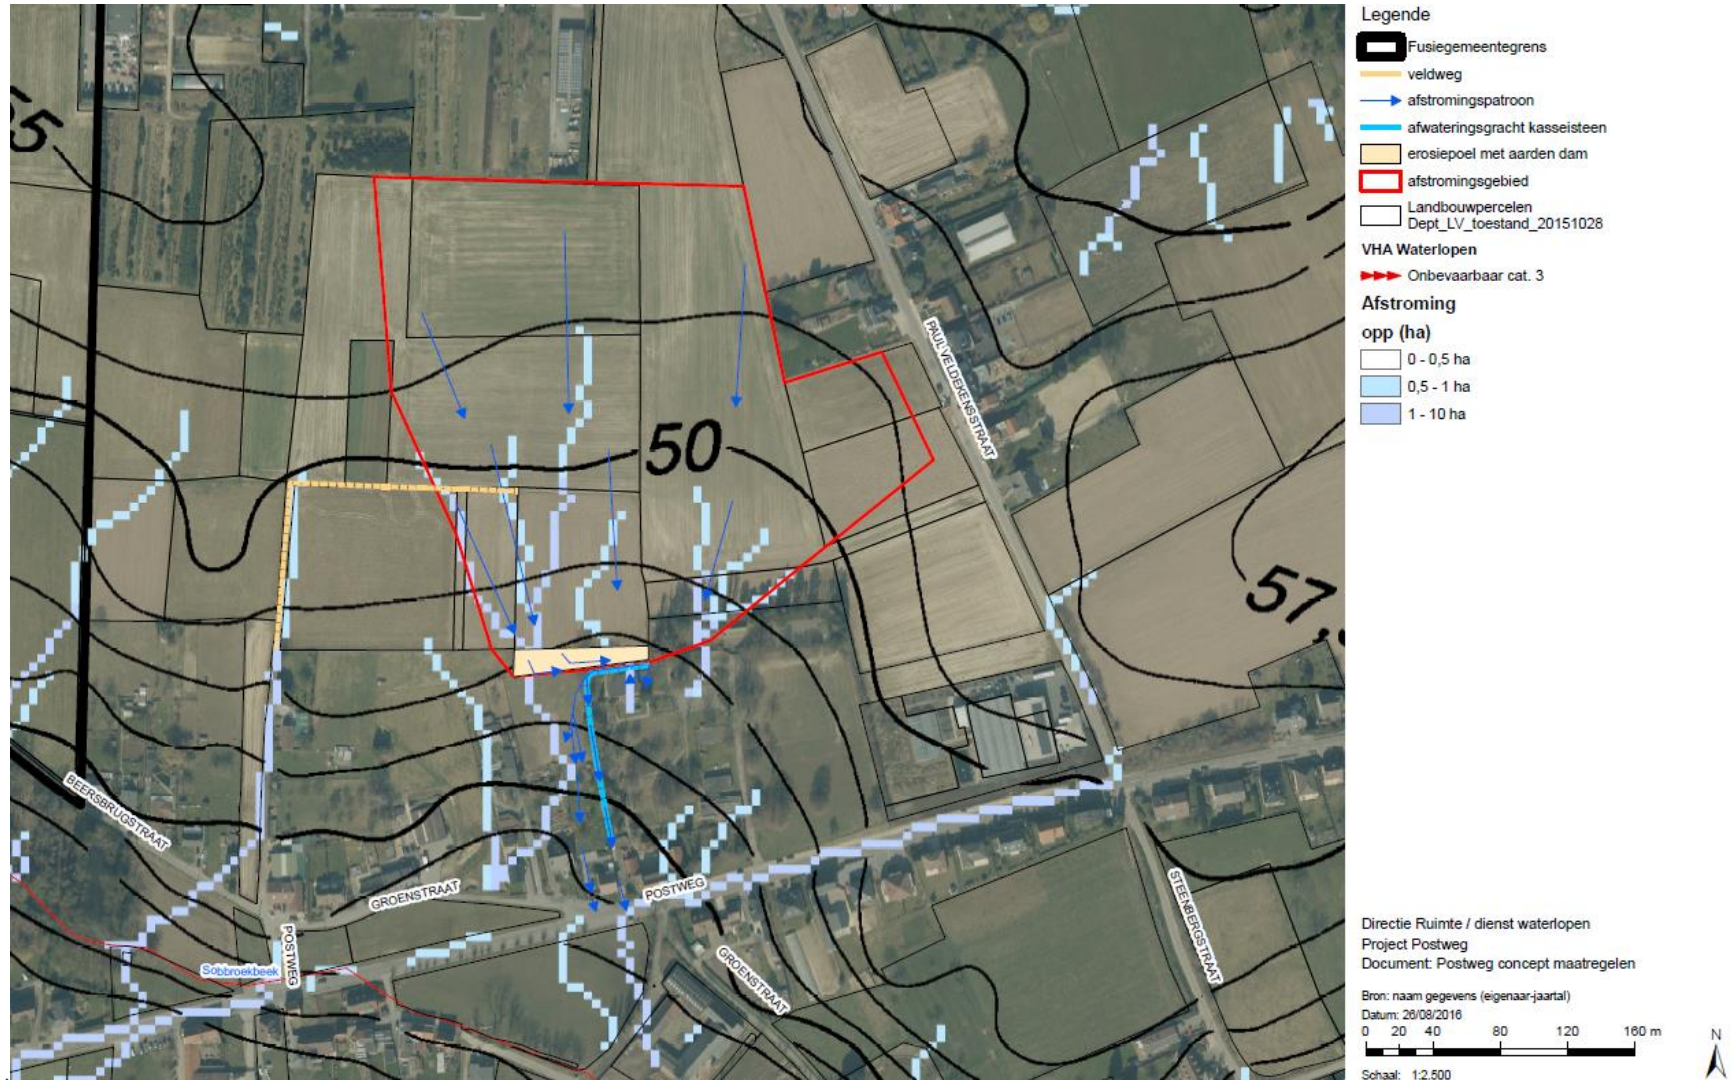 55
50
57,5
PAUL VELDEKENSSTRAAT
BEERSBRUGSTRAAT
GROENSTRAAT
POSTWEG
POSTWEG
Sobbroekbeek
GROENSTRAAT
STEENBERGSTRAAT
Legende
Fusiegemeentegrens
veldweg
afstromingspatroon
afwateringsgracht kasseisteen
erosiepoel met aarden dam
afstromingsgebied
Landbouwpercelen
Dept_LV_toestand_20151028
VHA Waterlopen
Onbevaarbaar cat. 3
Afstroming
opp (ha)
0 - 0,5 ha
0,5 - 1 ha
1 - 10 ha
Directie Ruimte / dienst waterlopen
Project Postweg
Document: Postweg concept maatregelen
Bron: naam gegevens (eigenaar-jaartal)
Datum: 26/08/2016
0 20 40 80 120 160 m
Schaal: 1:2.500
N